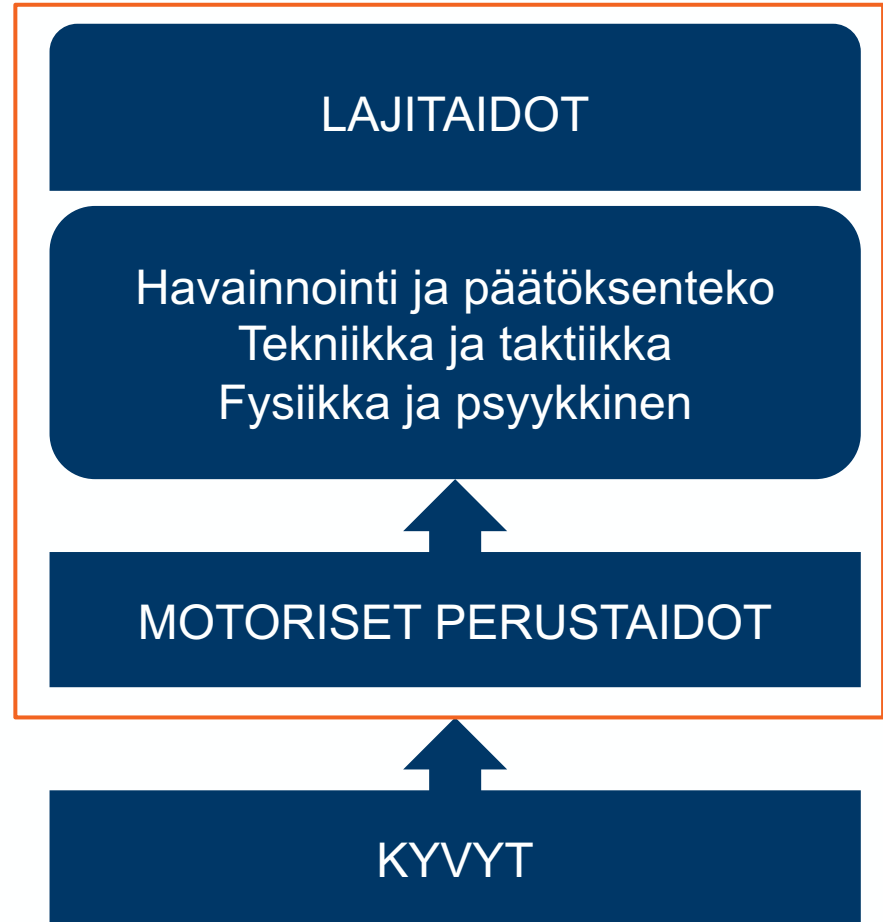 LAJITAIDOT
Havainnointi ja päätöksenteko
Tekniikka ja taktiikka
Fysiikka ja psyykkinen
MOTORISET PERUSTAIDOT
KYVYT